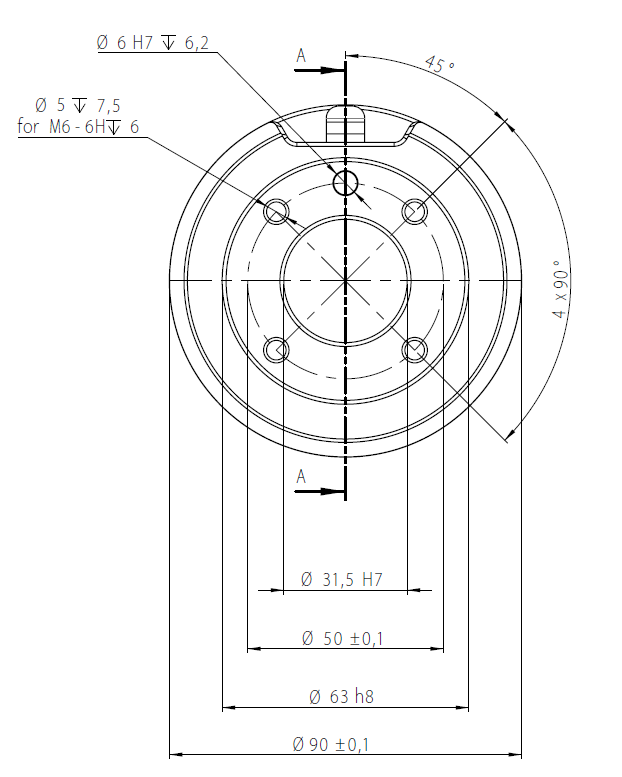 Ø 6 H7 ↧ 6,2
A
45°
Ø 5 ↧ 7,5
for M6-6H ↧ 6
4 x 90°
A
Ø 31,5 H7
Ø 50 ±0,1
Ø 63 h8
Ø 90 ±0,1